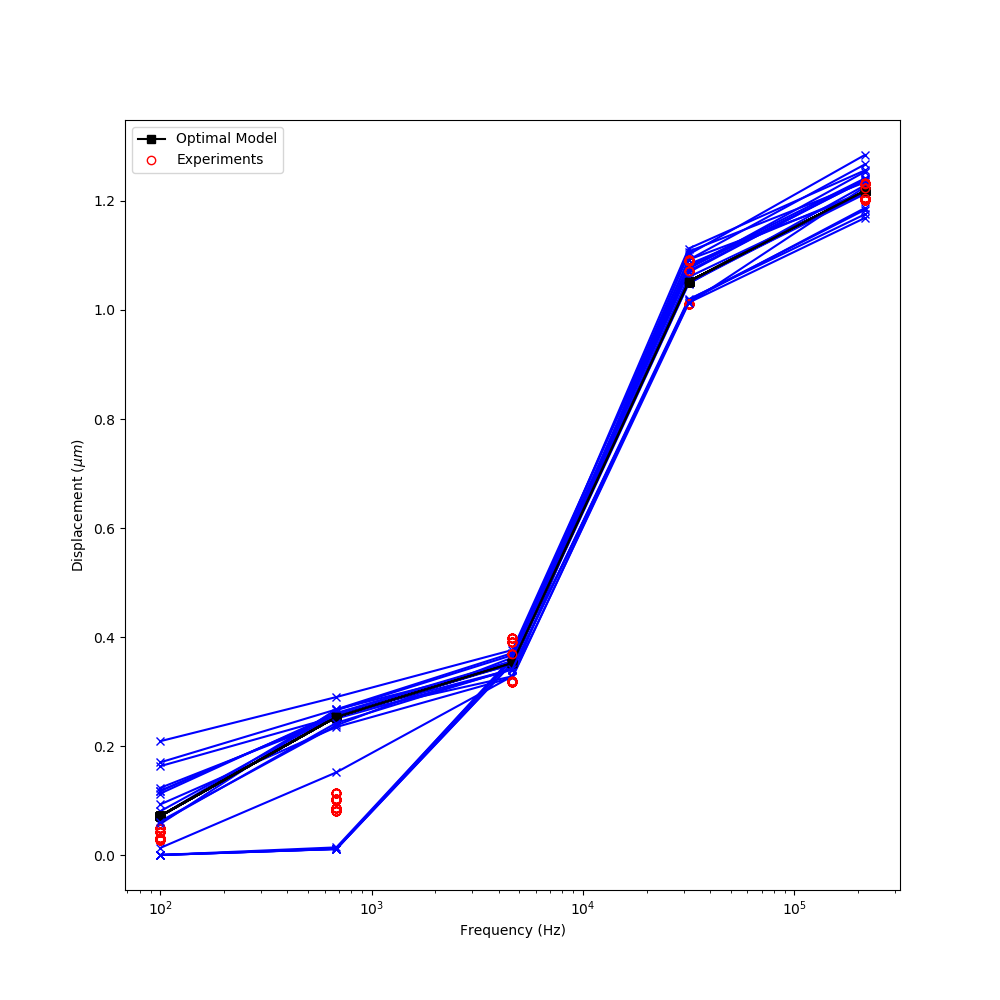 Optimal Model
Experiments
1.2
1.0
0.8
0.6
0.4
0.2
0.0
Displacement (μm)
10²
10³
10⁴
10⁵
Frequency (Hz)